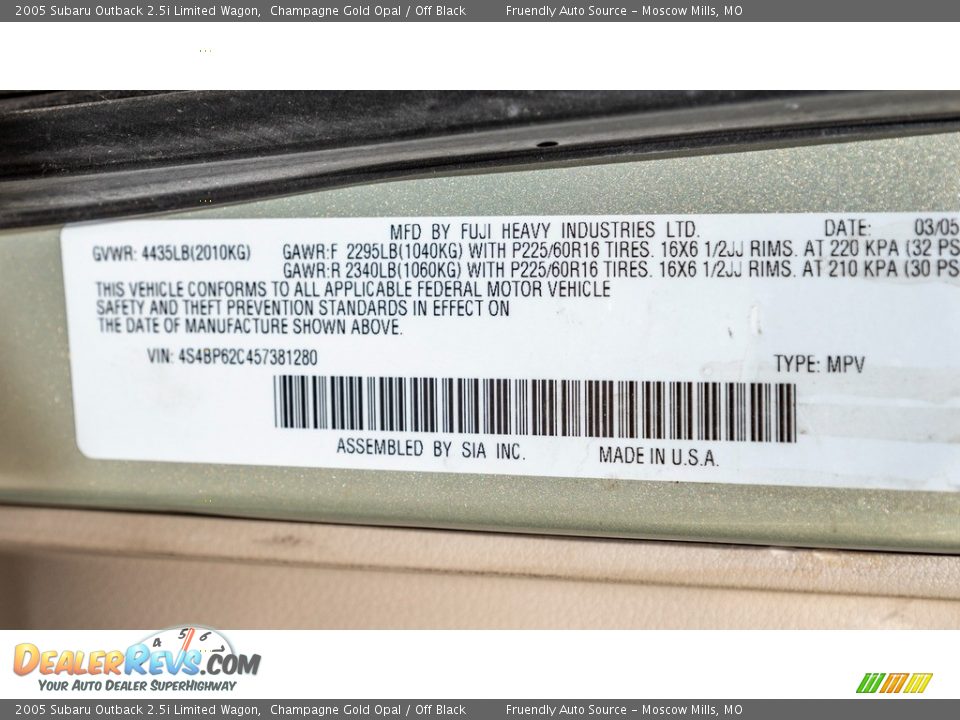 2005 Subaru Outback 2.5i Limited Wagon, Champagne Gold Opal / Off Black Fruendly Auto Source - Moscow Mills, MO
MFD BY FUJI HEAVY INDUSTRIES LTD. DATE: 03/05
GVWR: 4435LB(2010KG) GAWR:F 2295LB(1040KG) WITH P225/60R16 TIRES. 16X6 1/2JJ RIMS. AT 220 KPA (32 PS
GAWR:R 2340LB(1060KG) WITH P225/60R16 TIRES. 16X6 1/2JJ RIMS. AT 210 KPA (30 PS
THIS VEHICLE CONFORMS TO ALL APPLICABLE FEDERAL MOTOR VEHICLE
SAFETY AND THEFT PREVENTION STANDARDS IN EFFECT ON
THE DATE OF MANUFACTURE SHOWN ABOVE.
VIN: 4S4BP62C457381280 TYPE: MPV
ASSEMBLED BY SIA INC. MADE IN U.S.A.
4 5 6 7
DEALERREVS.COM
YOUR AUTO DEALER SUPERHIGHWAY
2005 Subaru Outback 2.5i Limited Wagon, Champagne Gold Opal / Off Black Fruendly Auto Source - Moscow Mills, MO